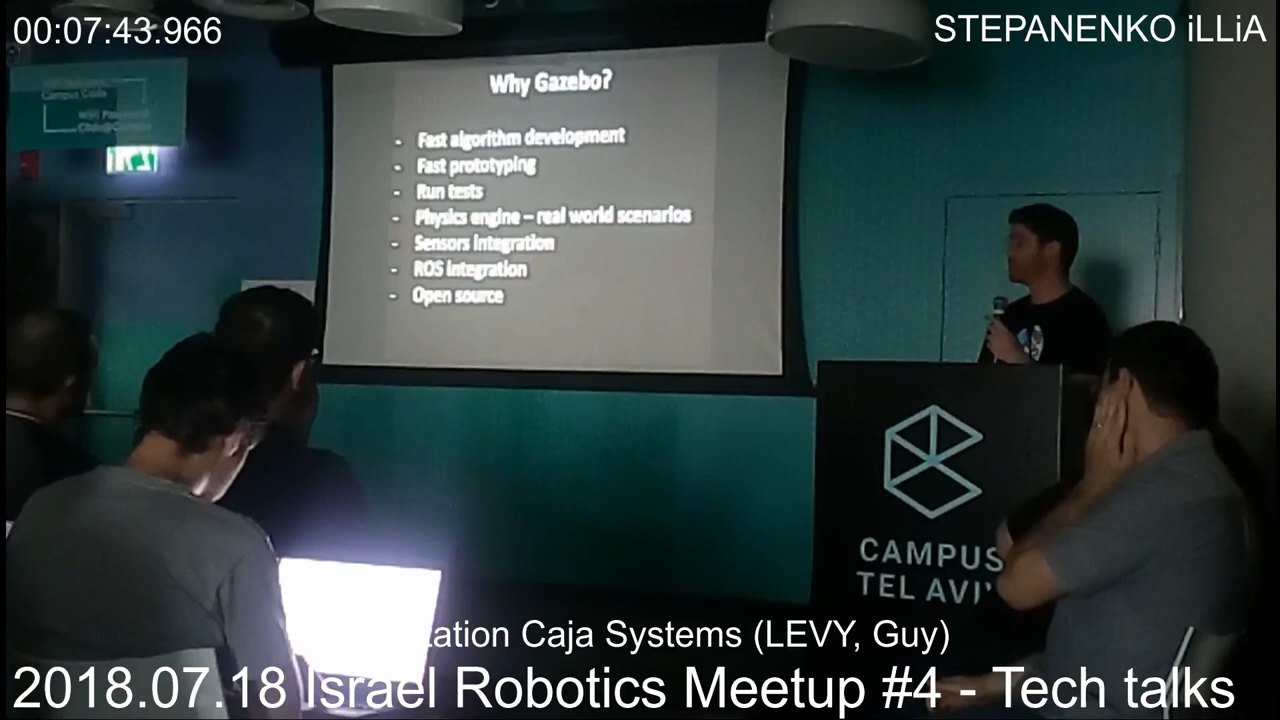 00:07:43.966
STEPANENKO iLLiA
Why Gazebo?
- Fast algorithm development
- Fast prototyping
- Run tests
- Physics engine – real world scenarios
- Sensors integration
- ROS integration
- Open source
Campus
CAMPUS
TEL AVI
Caja Systems (LEVY, Guy)
2018.07.18 Israel Robotics Meetup #4 - Tech talks